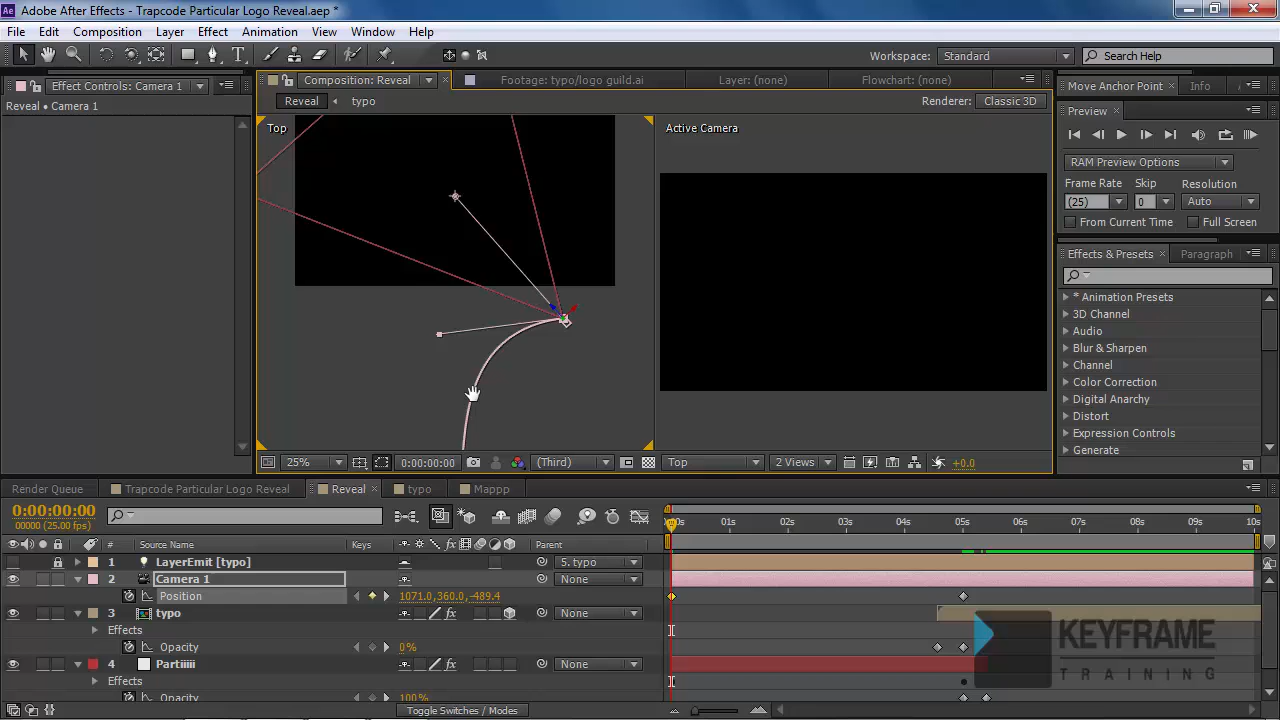 Adobe After Effects - Trapcode Particular Logo Reveal.aep *
File Edit Composition Layer Effect Animation View Window Help
Workspace: Standard Search Help
Effect Controls: Camera 1
Composition: Reveal Footage: typo/logo guild.ai Layer: (none) Flowchart: (none)
Move Anchor Point Info
Reveal • Camera 1
Reveal typo Renderer: Classic 3D
Preview
Top Active Camera
RAM Preview Options
Frame Rate Skip Resolution
(25) 0 Auto
From Current Time Full Screen
Effects & Presets Paragraph
* Animation Presets
3D Channel
Audio
Blur & Sharpen
Channel
Color Correction
Digital Anarchy
Distort
Expression Controls
Generate
25% 0:00:00:00 (Third) Top 2 Views +0.0
Render Queue Trapcode Particular Logo Reveal Reveal typo Mappp
0:00:00:00
00000 (25.00 fps)
01s 02s 03s 04s 05s 06s 07s 08s 09s 10s
# Source Name Keys Parent
1 LayerEmit [typo] 5. typo
2 Camera 1 None
Position 1071.0,360.0,-489.4
3 typo None
Effects
Opacity 0%
4 Partiiiii None
Effects
Opacity 100%
Toggle Switches / Modes
KEYFRAME
TRAINING